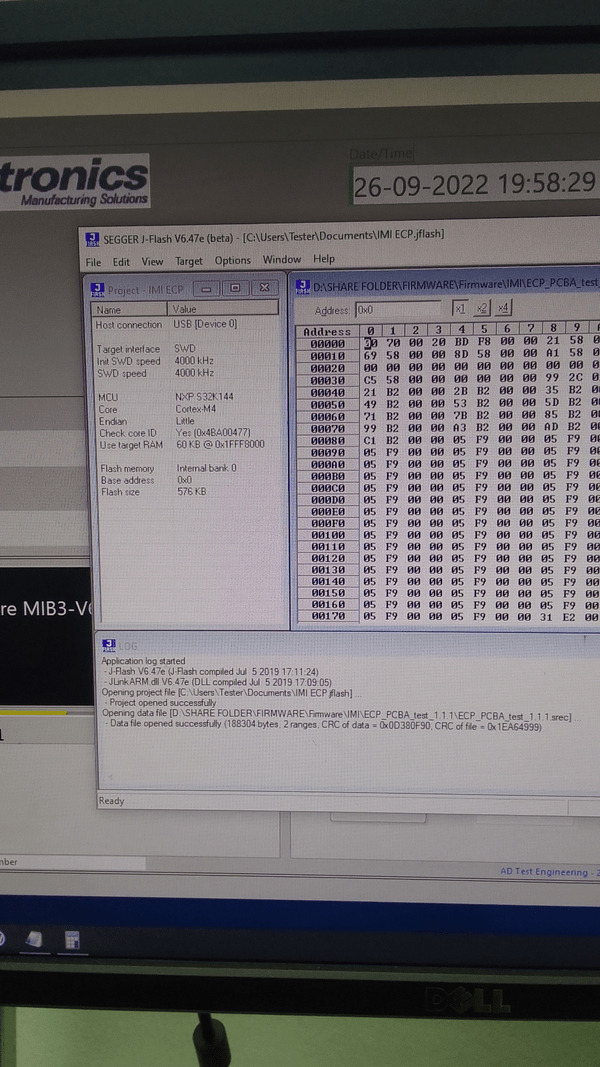 tronics
Manufacturing Solutions
Date/Time
26-09-2022 19:58:29
SEGGER J-Flash V6.47e (beta) - [C:\Users\Tester\Documents\IMI ECP.jflash]
File Edit View Target Options Window Help
Project - IMI ECP
D:\SHARE FOLDER\FIRMWARE\Firmware\IMI\ECP_PCBA_test_
Name Value
Host connection USB [Device 0]
Target interface SWD
Init SWD speed 4000 kHz
SWD speed 4000 kHz
MCU NXP S32K144
Core Cortex-M4
Endian Little
Check core ID Yes (0x4BA00477)
Use target RAM 60 KB @ 0x1FFF8000
Flash memory Internal bank 0
Base address 0x0
Flash size 576 KB
Address: 0x0 x1 x2 x4
Address 0 1 2 3 4 5 6 7 8 9
00000 00 70 00 20 BD F8 00 00 21 58
00010 69 58 00 00 8D 58 00 00 A1 58
00020 00 00 00 00 00 00 00 00 00 00
00030 C5 58 00 00 00 00 00 00 99 2C
00040 21 B2 00 00 2B B2 00 00 35 B2
00050 49 B2 00 00 53 B2 00 00 5D B2
00060 71 B2 00 00 7B B2 00 00 85 B2
00070 99 B2 00 00 A3 B2 00 00 AD B2
00080 C1 B2 00 00 05 F9 00 00 05 F9
00090 05 F9 00 00 05 F9 00 00 05 F9
000A0 05 F9 00 00 05 F9 00 00 05 F9
000B0 05 F9 00 00 05 F9 00 00 05 F9
000C0 05 F9 00 00 05 F9 00 00 05 F9
000D0 05 F9 00 00 05 F9 00 00 05 F9
000E0 05 F9 00 00 05 F9 00 00 05 F9
000F0 05 F9 00 00 05 F9 00 00 05 F9
00100 05 F9 00 00 05 F9 00 00 05 F9
00110 05 F9 00 00 05 F9 00 00 05 F9
00120 05 F9 00 00 05 F9 00 00 05 F9
00130 05 F9 00 00 05 F9 00 00 05 F9
00140 05 F9 00 00 05 F9 00 00 05 F9
00150 05 F9 00 00 05 F9 00 00 05 F9
00160 05 F9 00 00 05 F9 00 00 05 F9
00170 05 F9 00 00 05 F9 00 00 31 E2
re MIB3-V
LOG
Application log started
- J-Flash V6.47e (J-Flash compiled Jul 5 2019 17:11:24)
- JLinkARM.dll V6.47e (DLL compiled Jul 5 2019 17:09:05)
Opening project file [C:\Users\Tester\Documents\IMI ECP.jflash] ...
- Project opened successfully
Opening data file [D:\SHARE FOLDER\FIRMWARE\Firmware\IMI\ECP_PCBA_test_1.1.1\ECP_PCBA_test_1.1.1.srec] ...
- Data file opened successfully (188304 bytes, 2 ranges, CRC of data = 0x0D380F90, CRC of file = 0x1EA64999)
Ready
mber
AD Test Engineering - 2
DELL